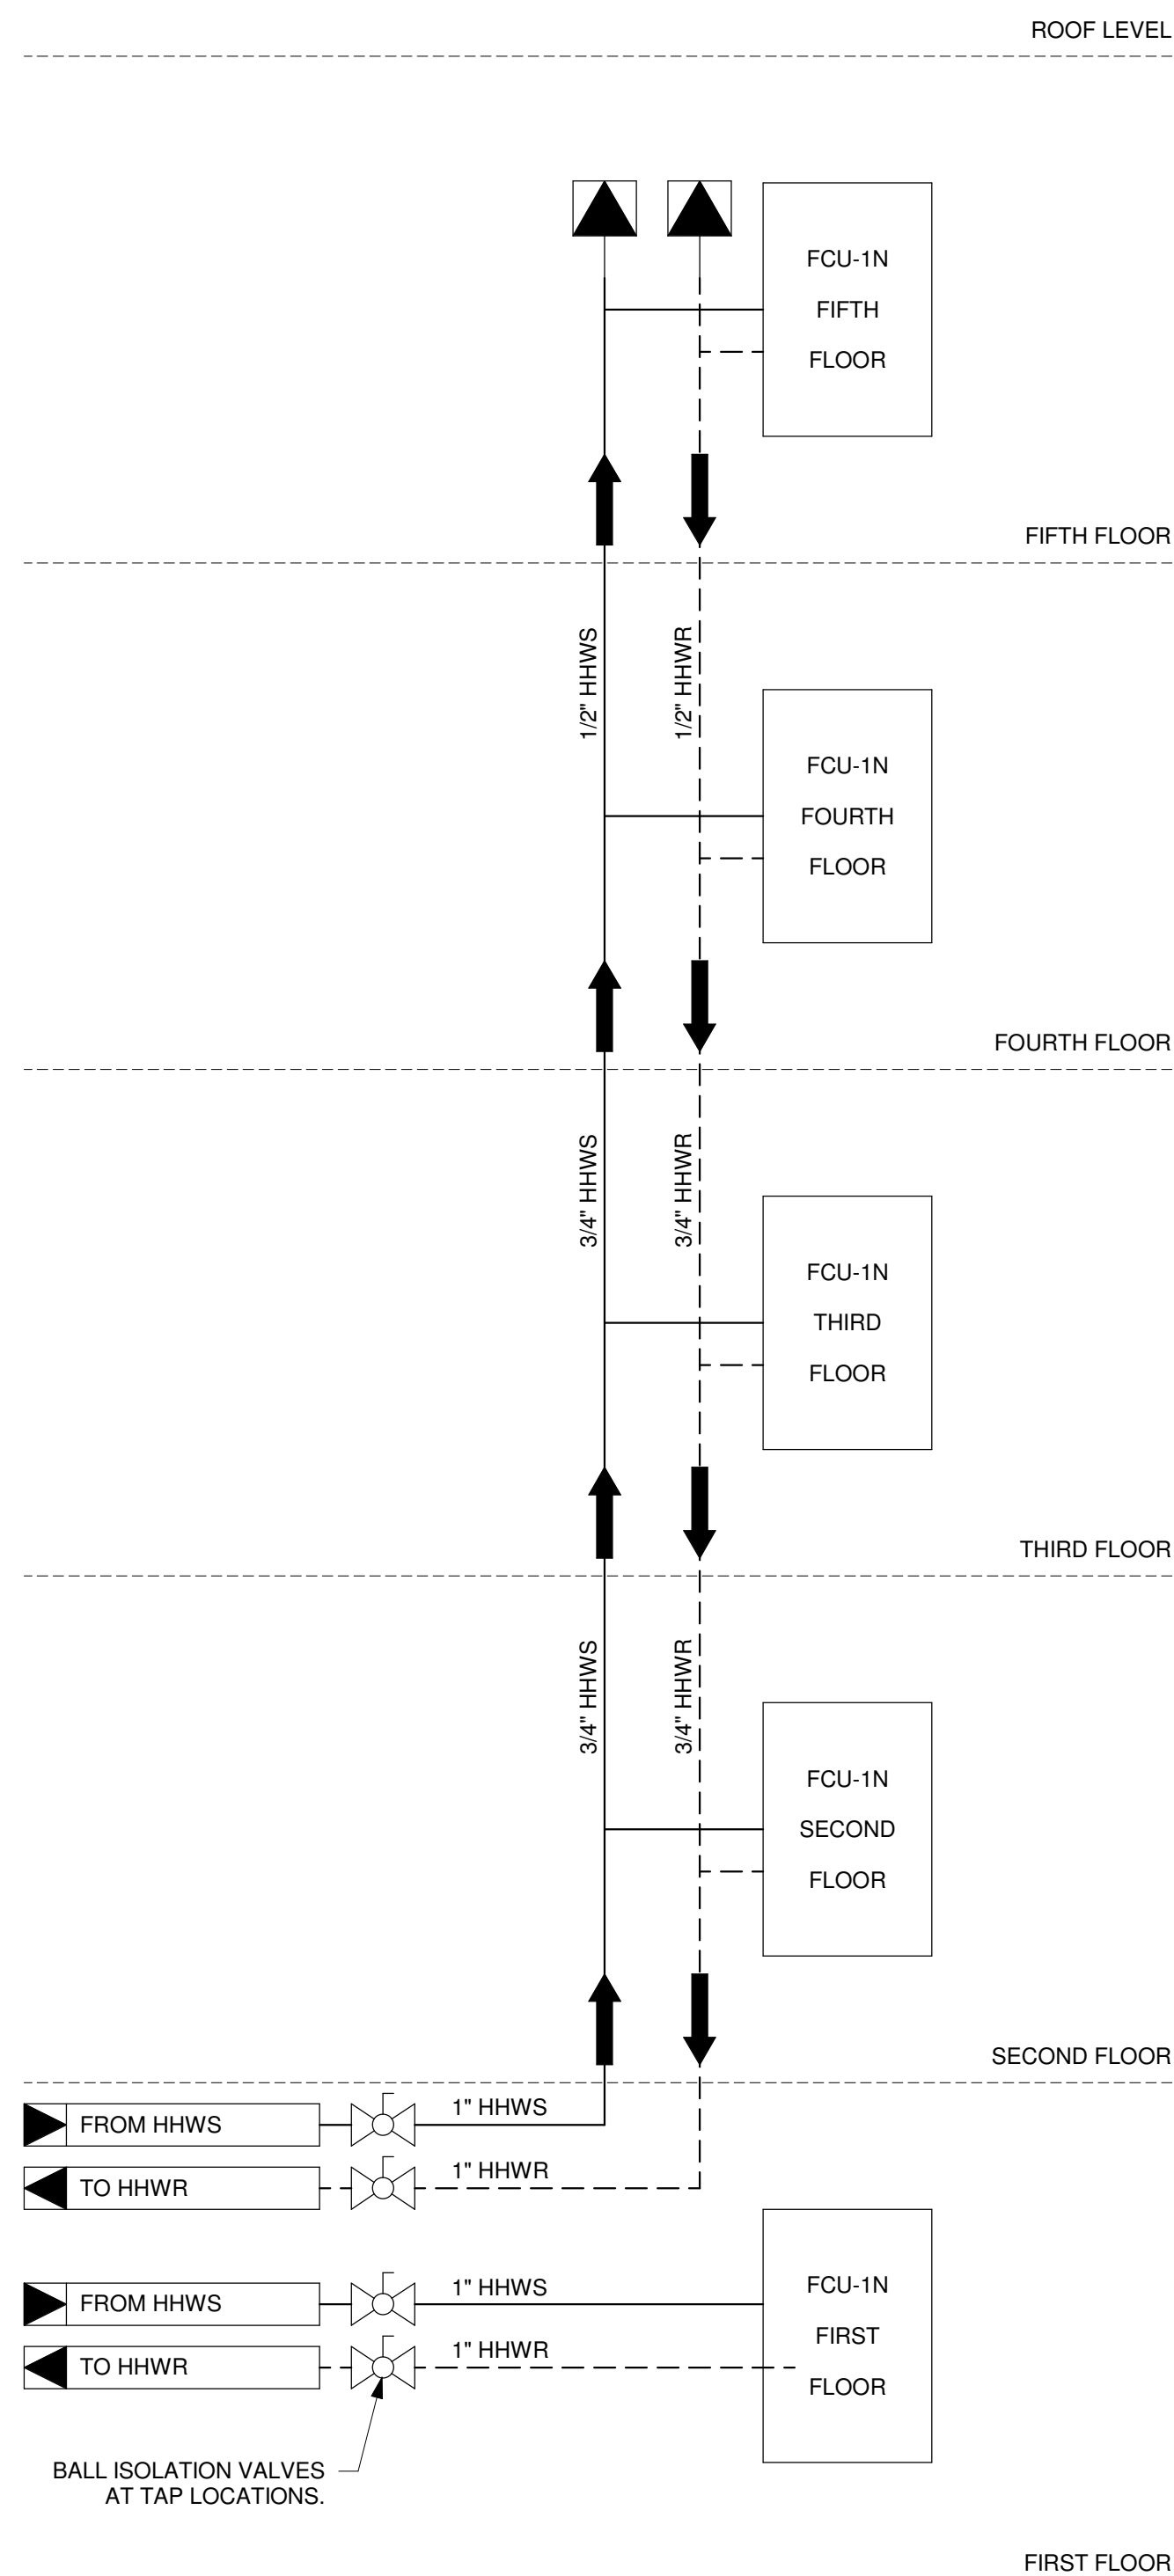 ROOF LEVEL
FCU-1N
FIFTH
FLOOR
FIFTH FLOOR
1/2" HHWS
1/2" HHWR
FCU-1N
FOURTH
FLOOR
FOURTH FLOOR
3/4" HHWS
3/4" HHWR
FCU-1N
THIRD
FLOOR
THIRD FLOOR
3/4" HHWS
3/4" HHWR
FCU-1N
SECOND
FLOOR
SECOND FLOOR
FROM HHWS
1" HHWS
TO HHWR
1" HHWR
FROM HHWS
1" HHWS
TO HHWR
1" HHWR
FCU-1N
FIRST
FLOOR
BALL ISOLATION VALVES
AT TAP LOCATIONS.
FIRST FLOOR